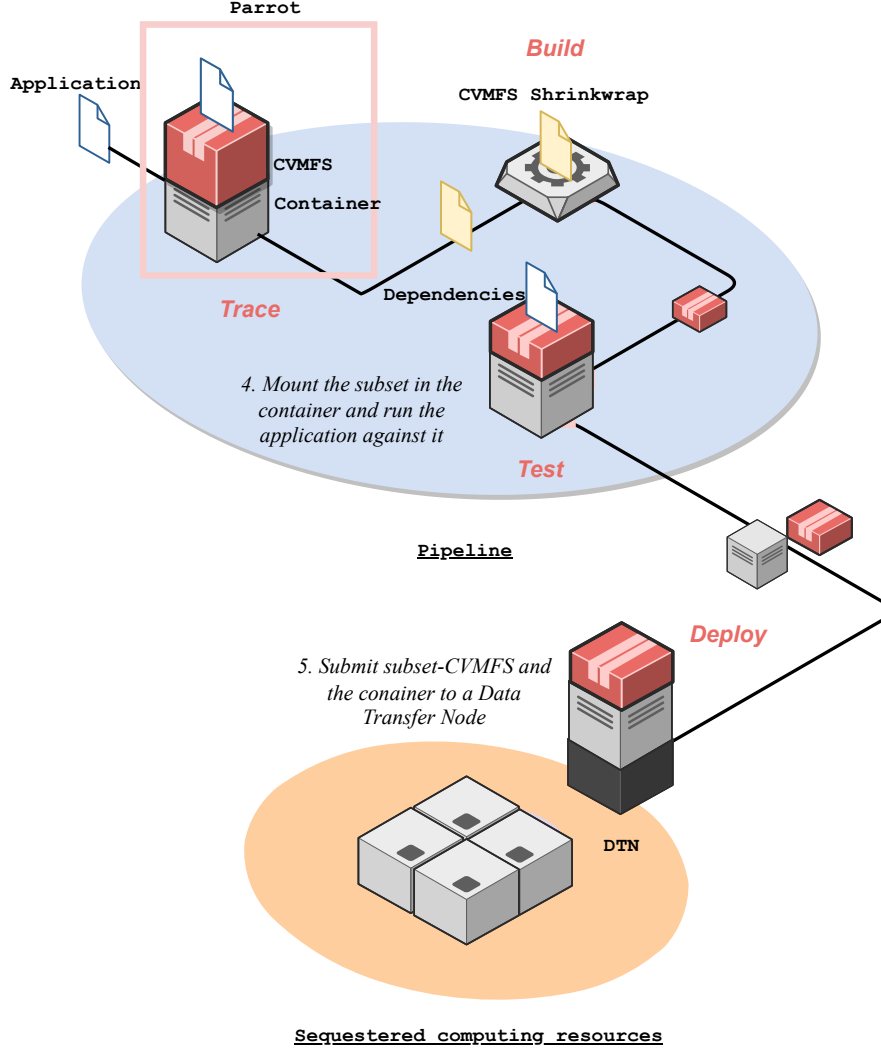 Parrot
Build
Application
CVMFS Shrinkwrap
CVMFS
Container
Dependencies
Trace
4. Mount the subset in the
container and run the
application against it
Test
Pipeline
Deploy
5. Submit subset-CVMFS and
the conainer to a Data
Transfer Node
DTN
Sequestered computing resources